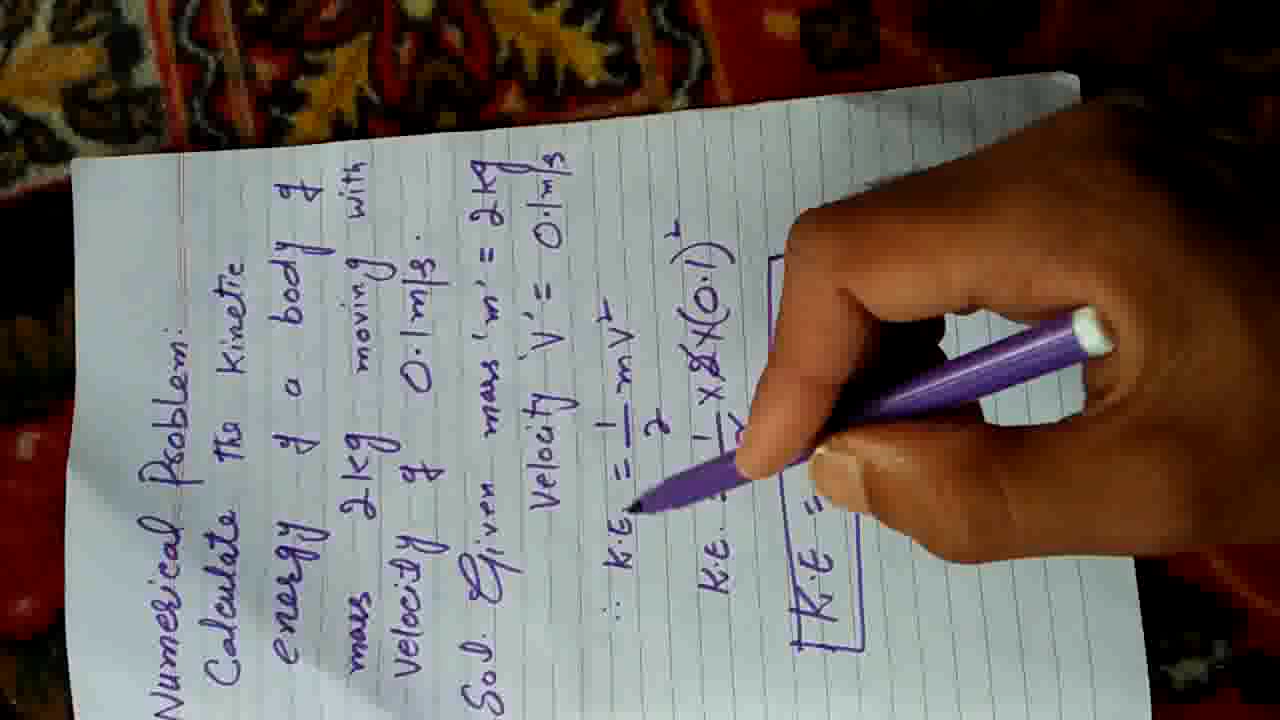 Numerical Problem:
Calculate the kinetic
energy of a body of
mass 2kg moving with
velocity of 0.1m/s.
Sol. Given mass 'm' = 2kg
Velocity 'V' = 0.1m/s
∴ K.E. = 1/2 mV²
K.E. = 1/2 x2x(0.1)²
K.E =